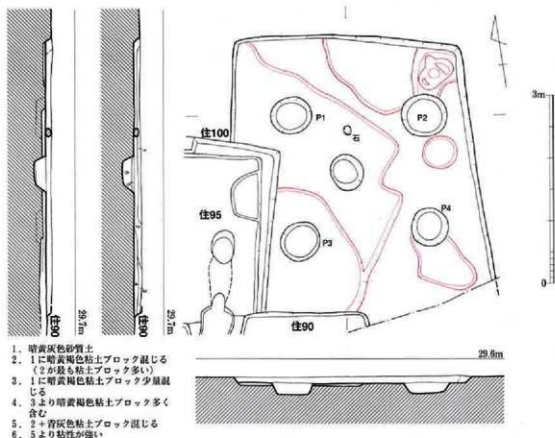 3m
0
P1
P2
石
P3
P4
住100
住95
住90
住90
住90
29.7m
29.7m
29.6m
1. 暗黄灰色砂質土
2. 1に暗黄褐色粘土ブロック混じる
(2が最も粘土ブロック多い)
3. 1に暗黄褐色粘土ブロック少量混
じる
4. 3より暗黄褐色粘土ブロック多く
含む
5. 2+青灰色粘土ブロック混じる
6. 5より粘性が強い